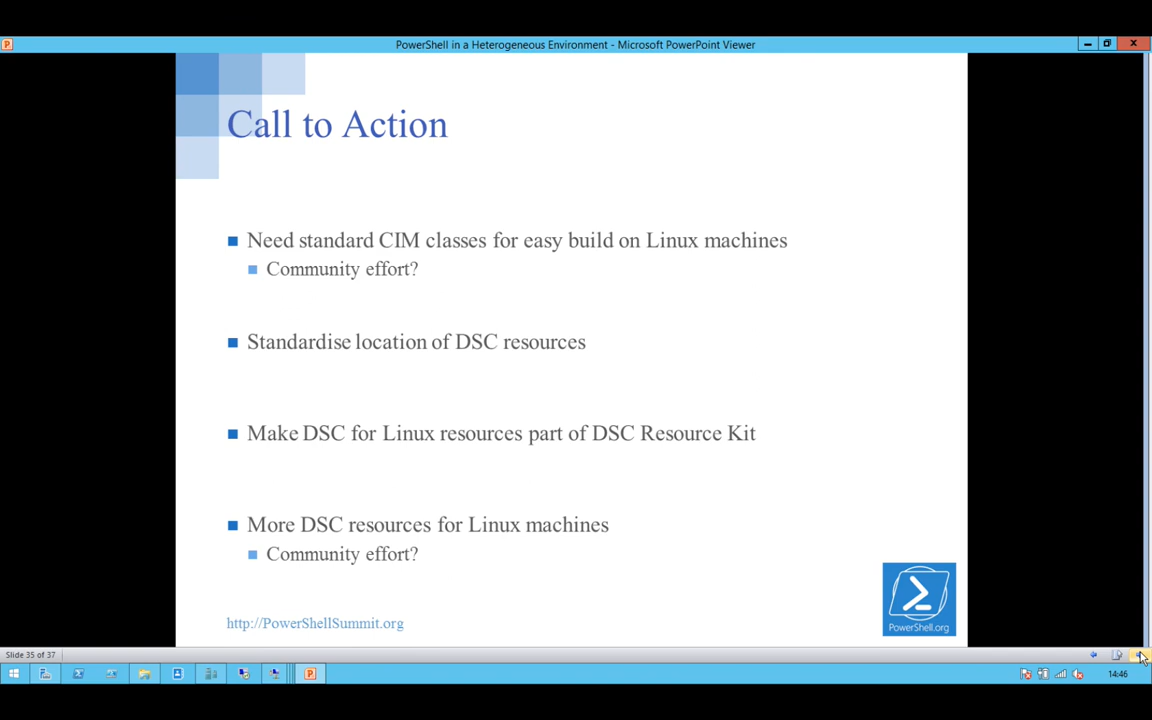 PowerShell in a Heterogeneous Environment - Microsoft PowerPoint Viewer
Call to Action
Need standard CIM classes for easy build on Linux machines
Community effort?
Standardise location of DSC resources
Make DSC for Linux resources part of DSC Resource Kit
More DSC resources for Linux machines
Community effort?
http://PowerShellSummit.org
PowerShell.org
Slide 35 of 37
14:46